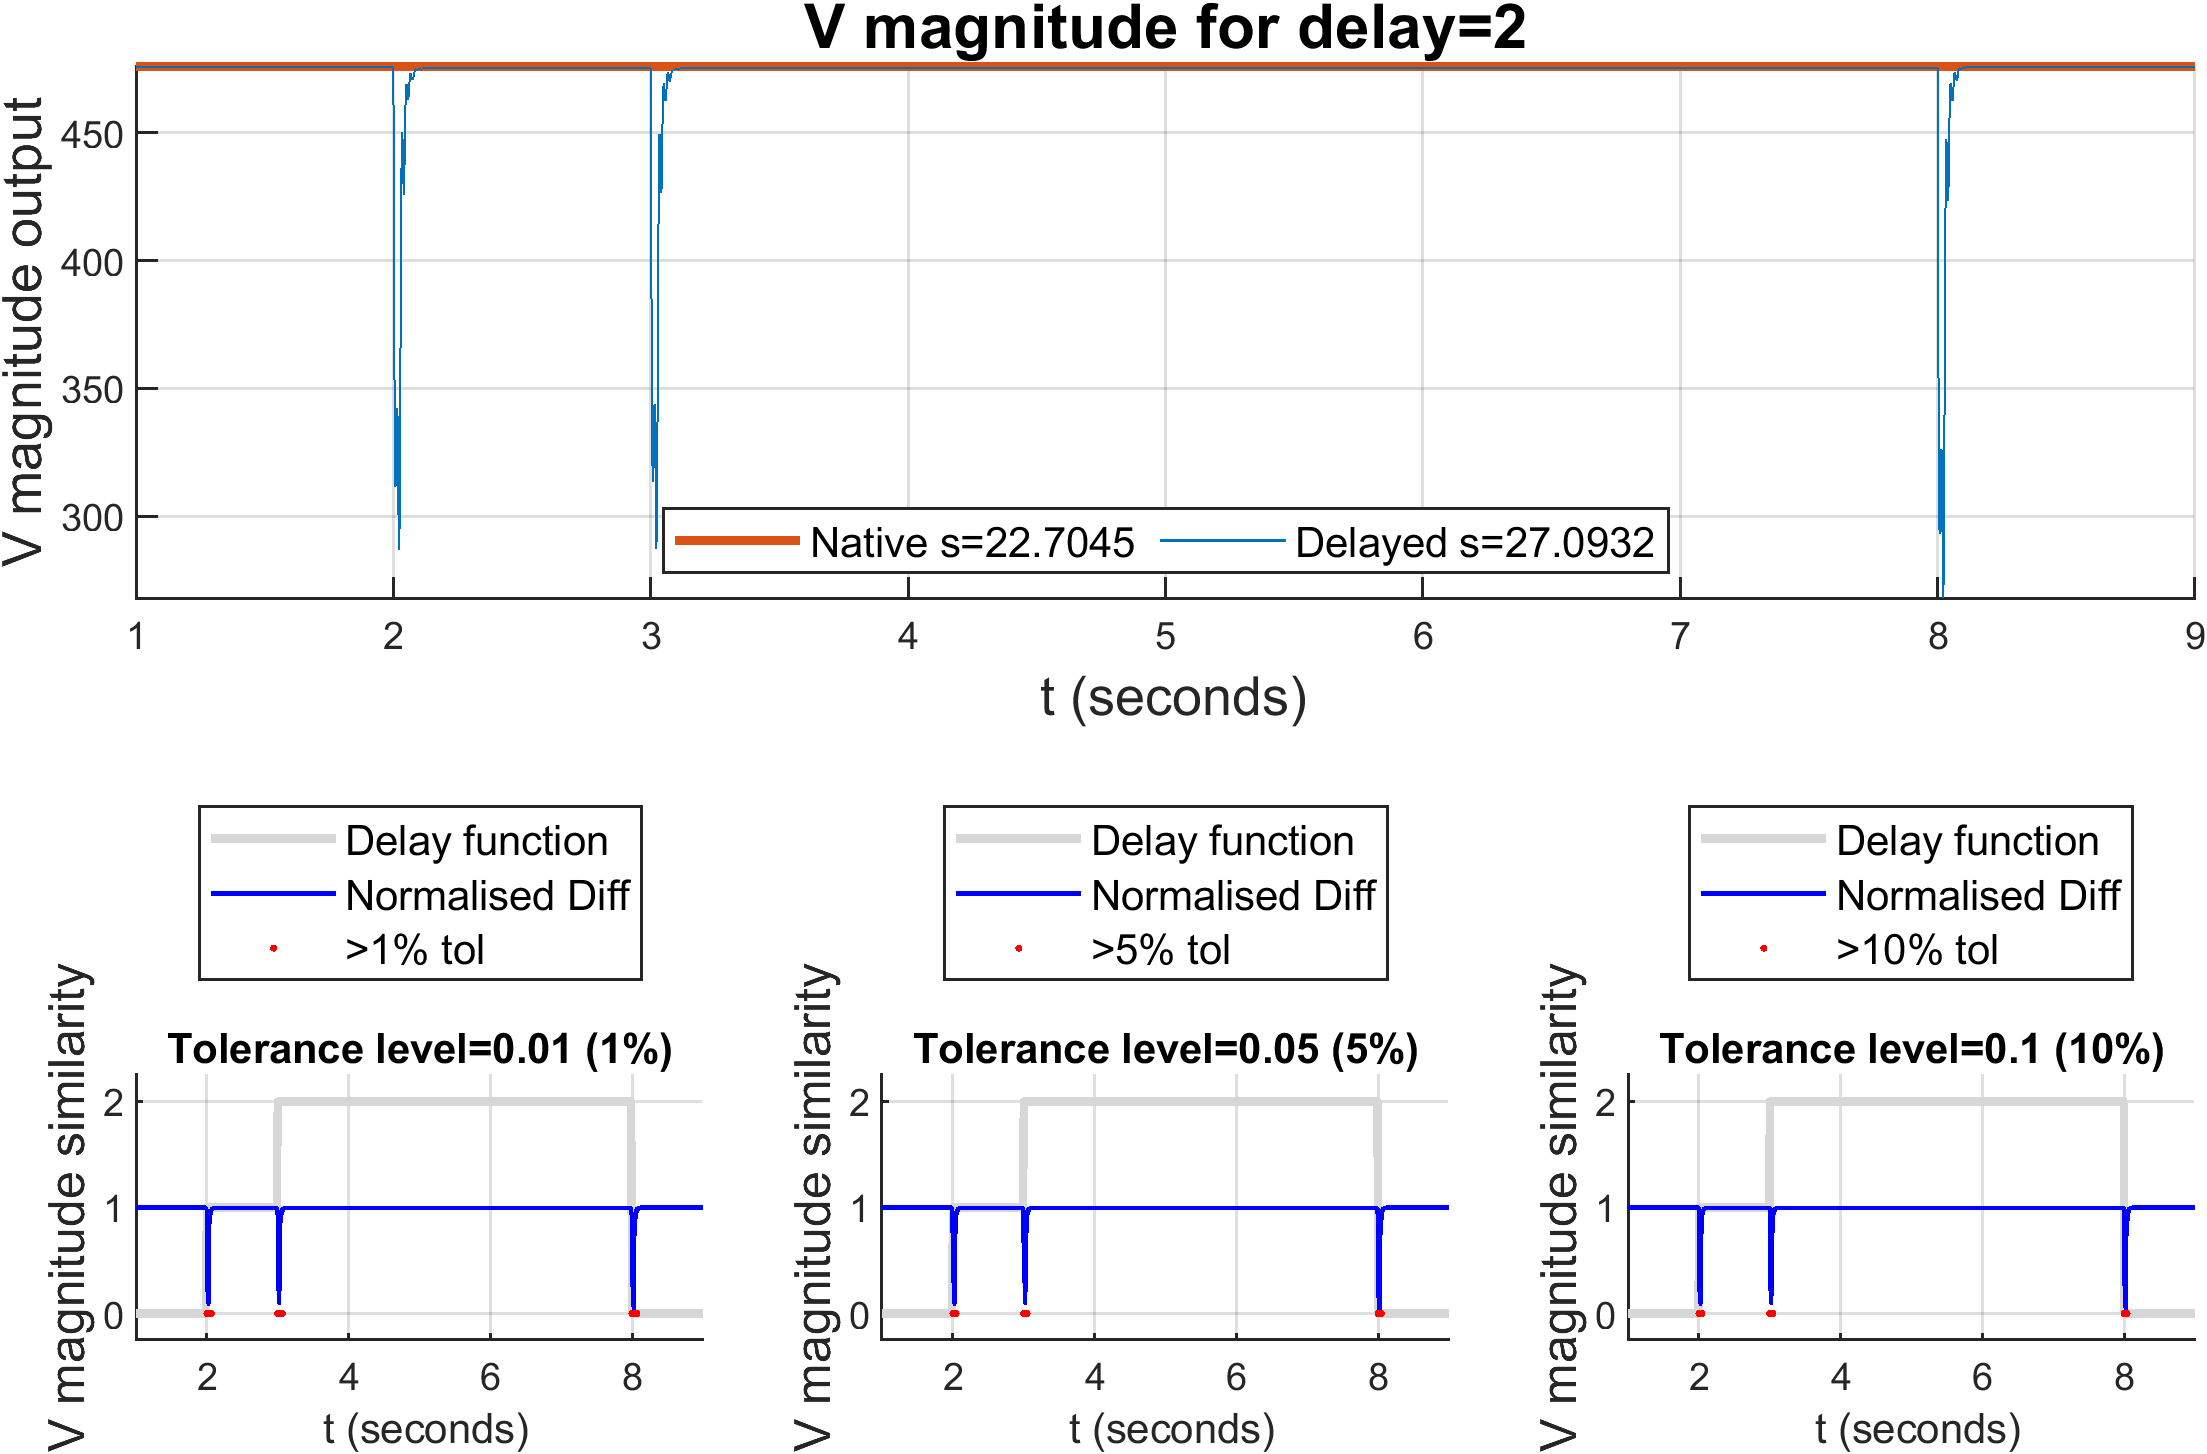 V magnitude for delay=2
V magnitude output
450
400
350
300
Native s=22.7045 Delayed s=27.0932
1 2 3 4 5 6 7 8 9
t (seconds)
Delay function
Normalised Diff
>1% tol
Tolerance level=0.01 (1%)
V magnitude similarity
2
1
0
2 4 6 8
t (seconds)
Delay function
Normalised Diff
>5% tol
Tolerance level=0.05 (5%)
V magnitude similarity
2
1
0
2 4 6 8
t (seconds)
Delay function
Normalised Diff
>10% tol
Tolerance level=0.1 (10%)
V magnitude similarity
2
1
0
2 4 6 8
t (seconds)